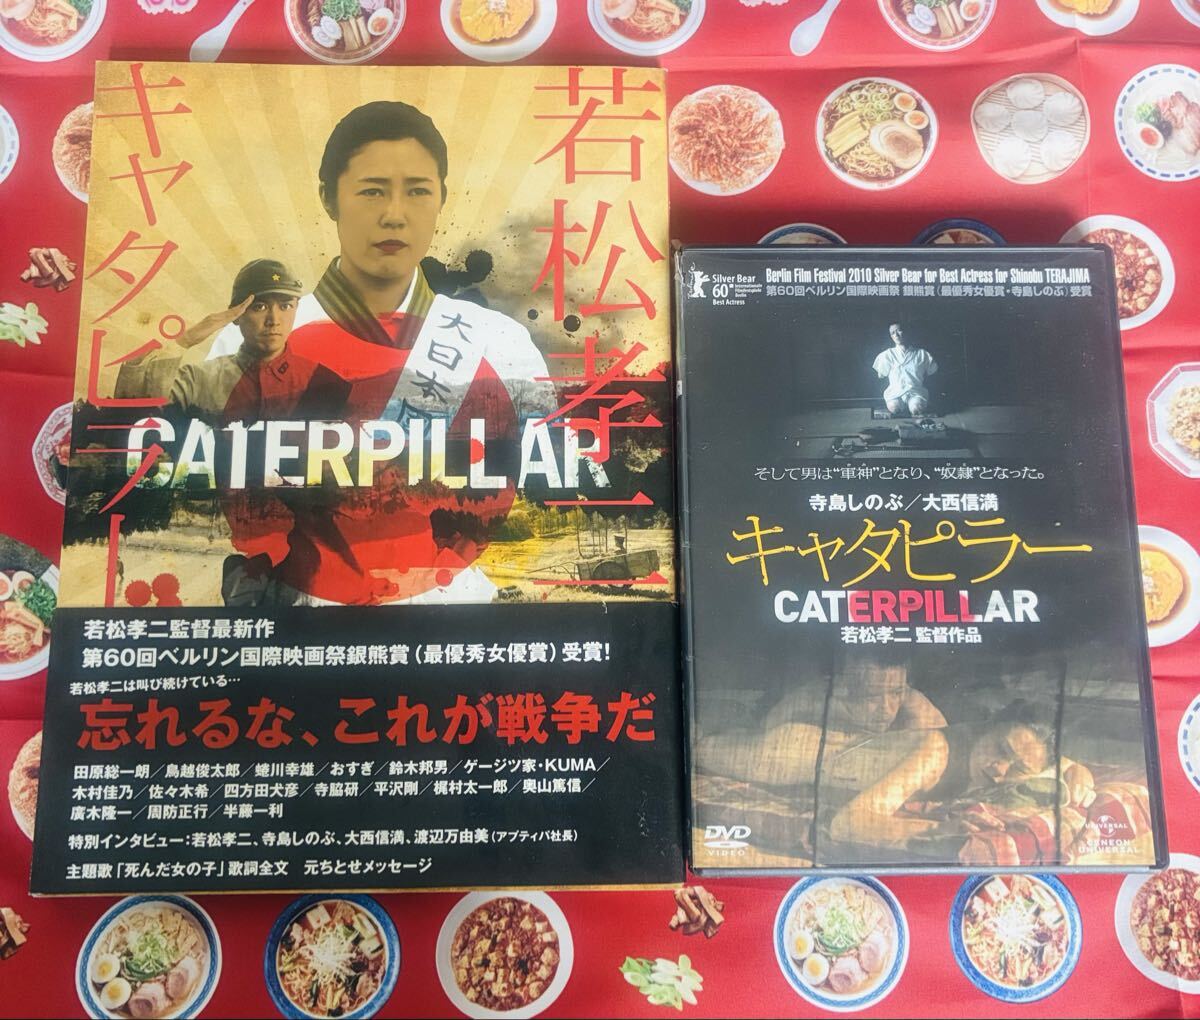 若松孝二
キャタピラー
大日本
CATERPILLAR
若松孝二監督最新作
第60回ベルリン国際映画祭銀熊賞（最優秀女優賞）受賞！
若松孝二は叫び続けている…
忘れるな、これが戦争だ
田原総一朗／鳥越俊太郎／蜷川幸雄／おすぎ／鈴木邦男／ゲージツ家・KUMA／
木村佳乃／佐々木希／四方田犬彦／寺脇研／平沢剛／梶村太一郎／奥山篤信／
廣木隆一／周防正行／半藤一利
特別インタビュー：若松孝二、寺島しのぶ、大西信満、渡辺万由美（アプティパ社長）
主題歌「死んだ女の子」歌詞全文　元ちとせメッセージ
Silver Bear
60 Internationale
Filmfestspiele
Berlin
Best Actress
Berlin Film Festival 2010 Silver Bear for Best Actress for Shinobu TERAJIMA
第60回ベルリン国際映画祭 銀熊賞（最優秀女優賞・寺島しのぶ）受賞
そして男は“軍神”となり、“奴隷”となった。
寺島しのぶ／大西信満
キャタピラー
CATERPILLAR
若松孝二 監督作品
DVD
VIDEO
UNIVERSAL
GENEON
UNIVERSAL